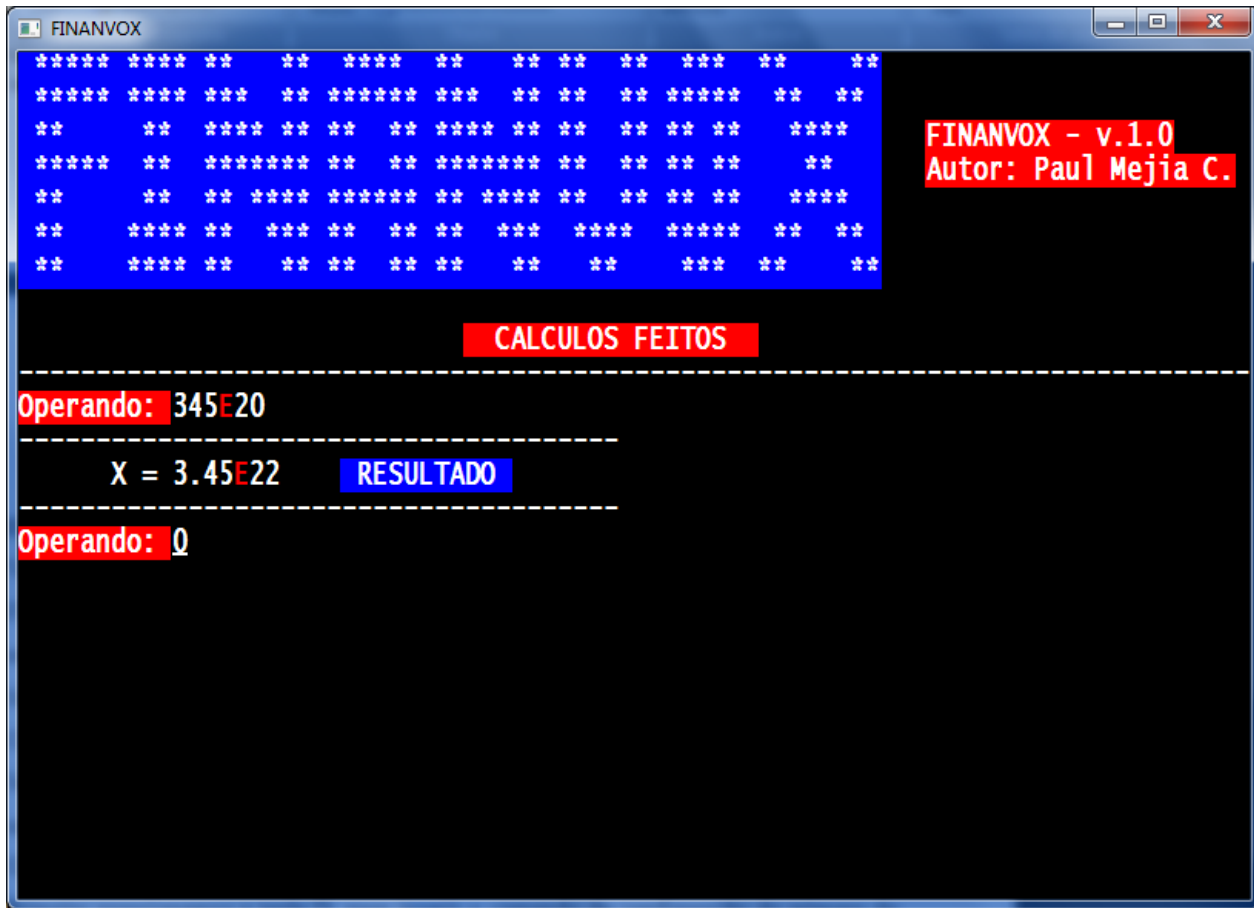 FINANVOX
***** **** **   **  ****  **   ** **  **  ***  **    **
***** **** ***  ** ****** ***  ** **  ** *****  **  **
**     **  **** ** **  ** **** ** **  ** ** **   ****
*****  **  ******* **  ** ******* **  ** ** **    **
**     **  ** **** ****** ** **** **  ** ** **   ****
**    **** **  *** **  ** **  ***  ****  *****  **  **
**    **** **   ** **  ** **   **   **    ***  **    **
FINANVOX - v.1.0
Autor: Paul Mejia C.
CALCULOS FEITOS
--------------------------------------------------------------------------------
Operando: 345E20
---------------------------------------
X = 3.45E22 RESULTADO
---------------------------------------
Operando: 0